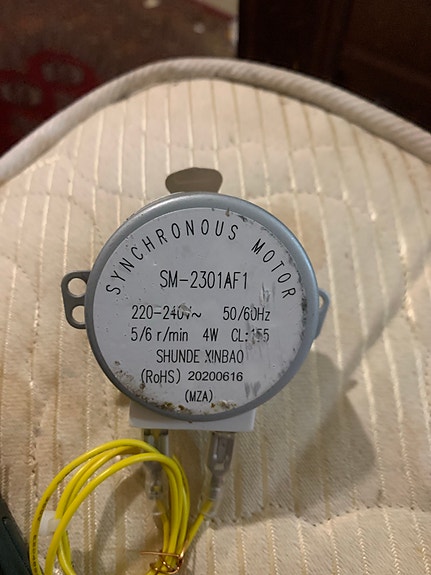 SYNCHRONOUS MOTOR
SM-2301AF1
220-240V~ 50/60Hz
5/6 r/min 4W CL:155
SHUNDE XINBAO
(RoHS) 20200616
(MZA)